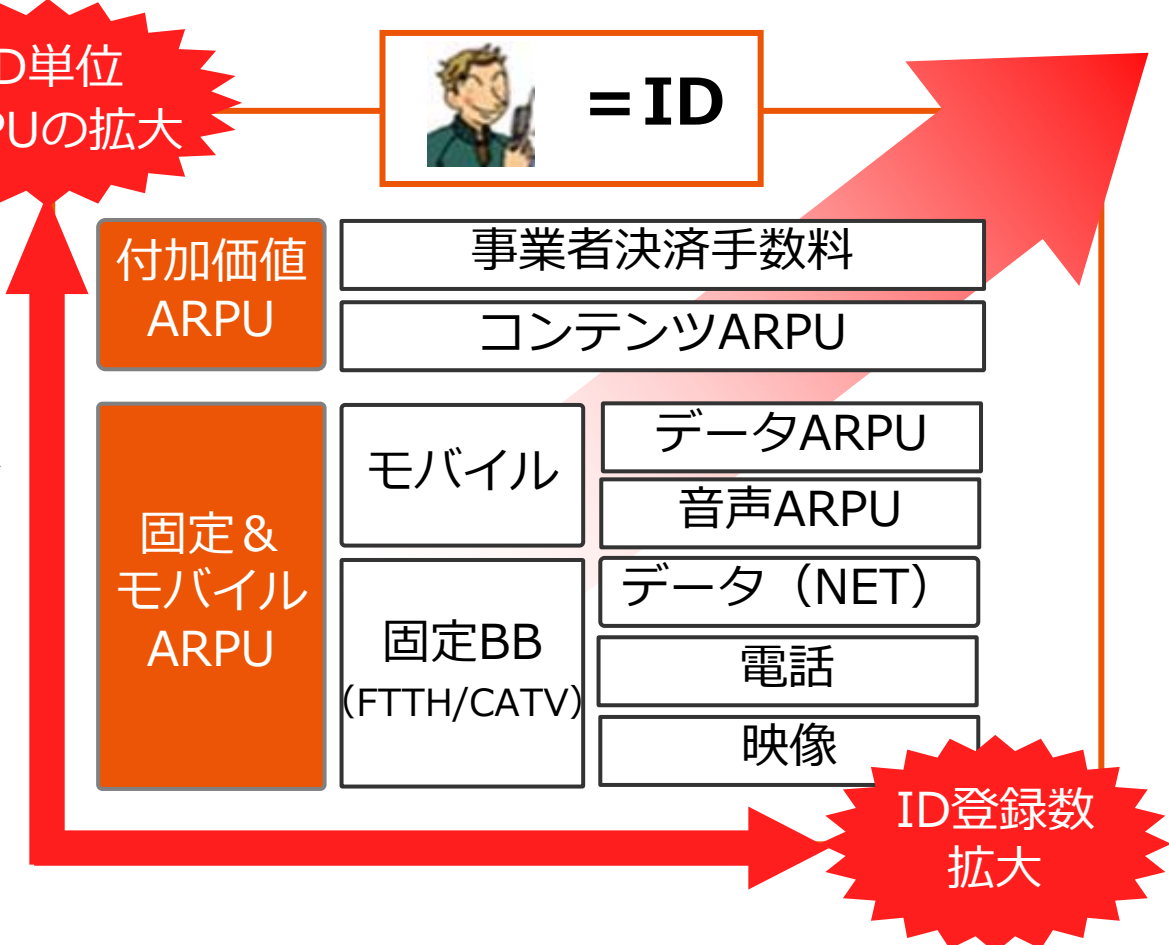 D単位
PUの拡大
=ID
付加価値
ARPU
事業者決済手数料
コンテンツARPU
固定&
モバイル
ARPU
モバイル
データARPU
音声ARPU
固定BB
(FTTH/CATV)
データ（NET）
電話
映像
ID登録数
拡大